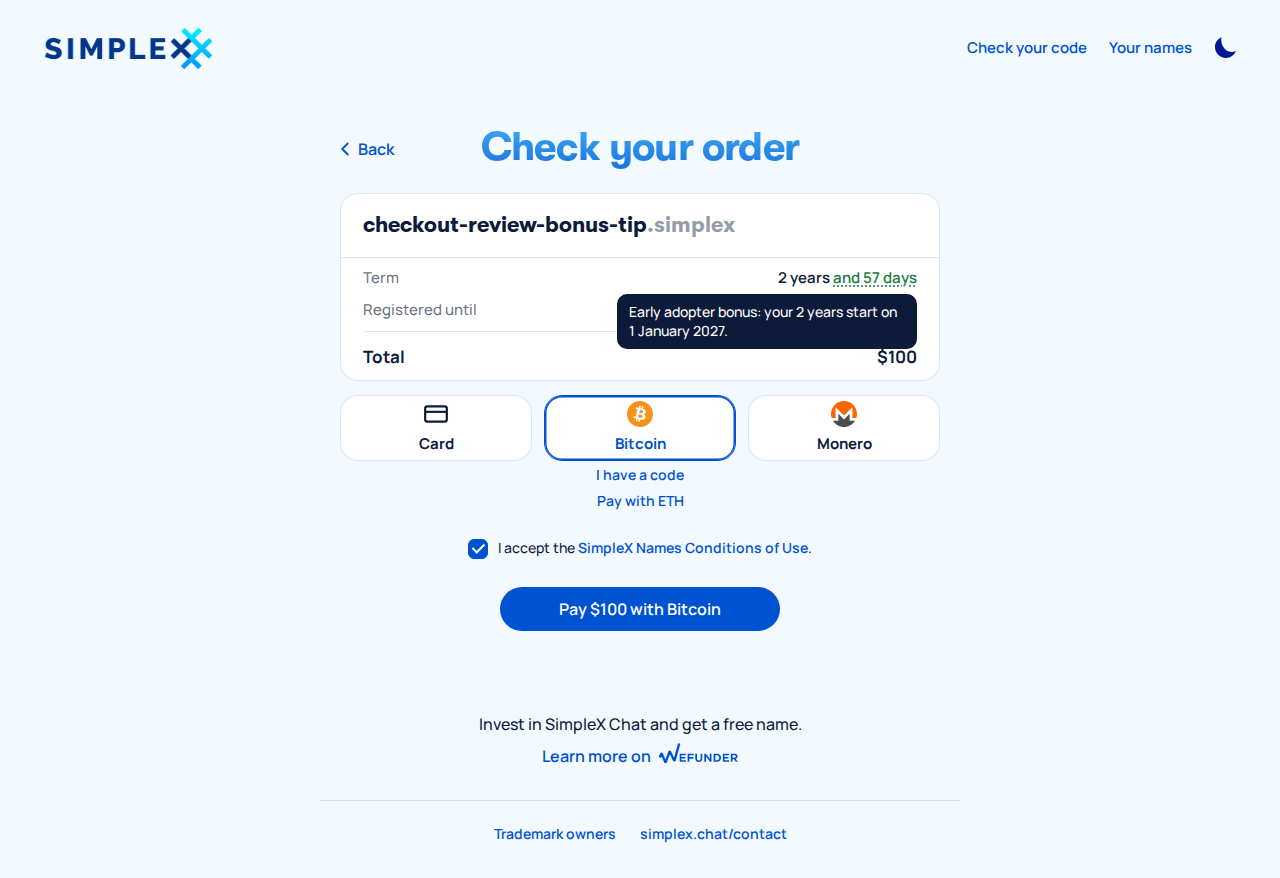 SIMPLEX
Check your code
Your names
Back
Check your order
checkout-review-bonus-tip.simplex
Term
2 years and 57 days
Registered until
Early adopter bonus: your 2 years start on
1 January 2027.
Total
$100
Card
Bitcoin
Monero
I have a code
Pay with ETH
I accept the SimpleX Names Conditions of Use.
Pay $100 with Bitcoin
Invest in SimpleX Chat and get a free name.
Learn more on WEFUNDER
Trademark owners
simplex.chat/contact